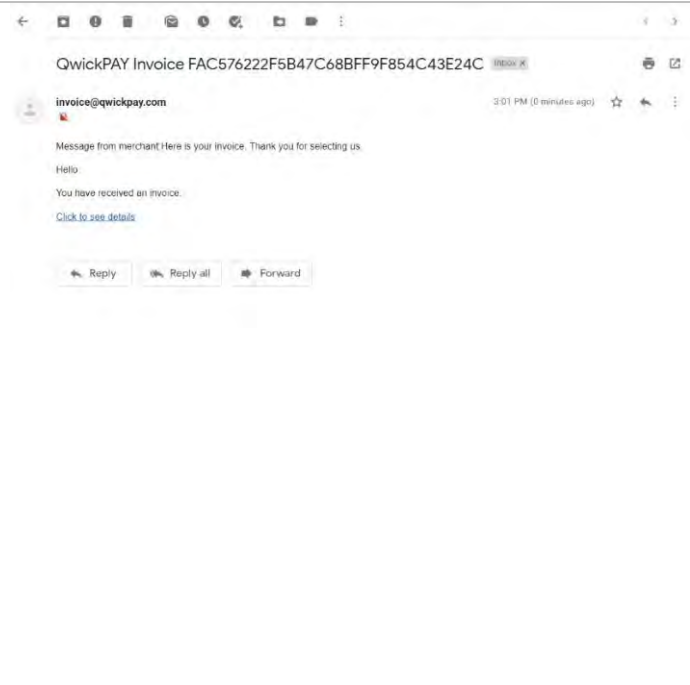 QwickPAY Invoice FAC576222F5B47C68BFF9F854C43E24C Inbox x
invoice@qwickpay.com 3:01 PM (0 minutes ago)
Message from merchant Here is your invoice. Thank you for selecting us.
Hello
You have received an invoice.
Click to see details
Reply Reply all Forward